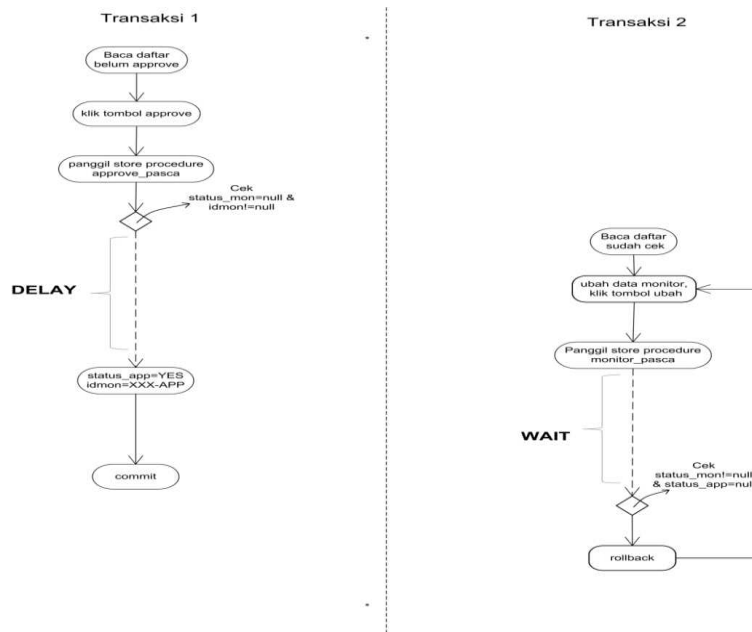 Transaksi 1
Baca daftar
belum approve
klik tombol approve
panggil store procedure
approve_pasca
Cek
status_mon=null &
idmon!=null
DELAY
status_app=YES
idmon=XXX-APP
commit
Transaksi 2
Baca daftar
sudah cek
ubah data monitor,
klik tombol ubah
Panggil store procedure
monitor_pasca
WAIT
Cek
status_mon!=null
& status_app=nul
rollback